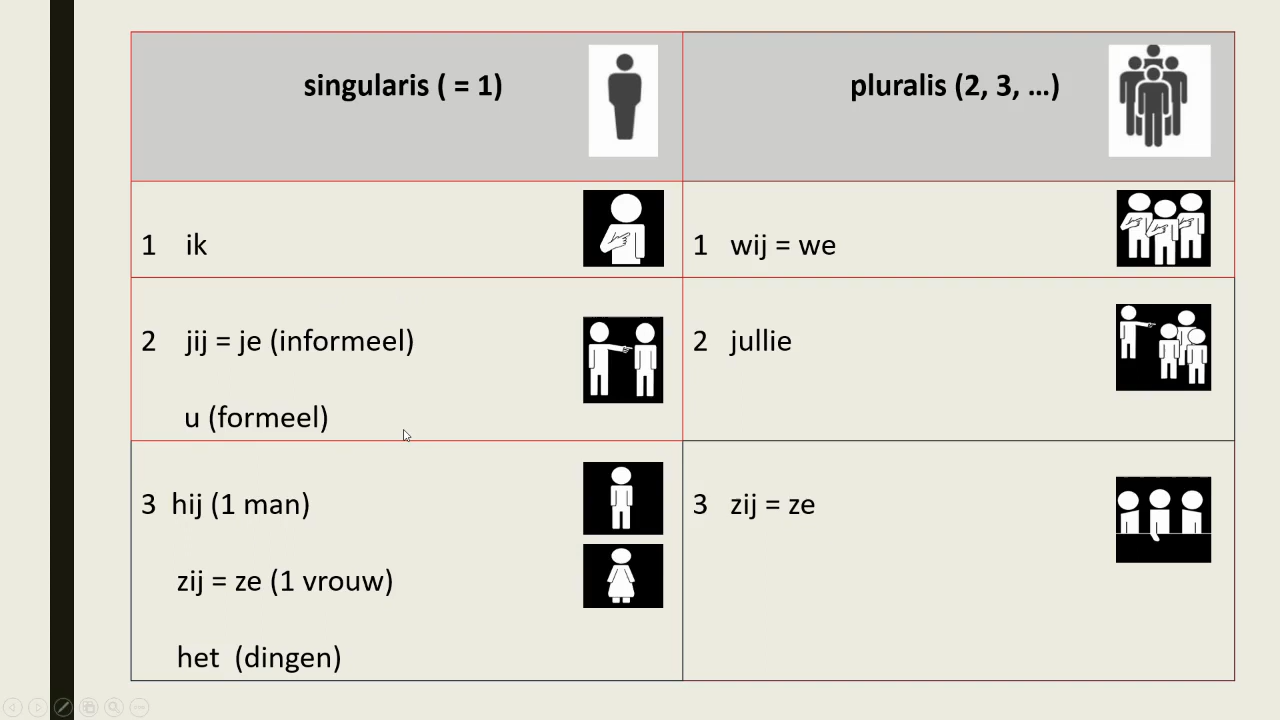 singularis ( = 1)
pluralis (2, 3, ...)
1 ik
1 wij = we
2 jij = je (informeel)
u (formeel)
2 jullie
3 hij (1 man)
zij = ze (1 vrouw)
het (dingen)
3 zij = ze